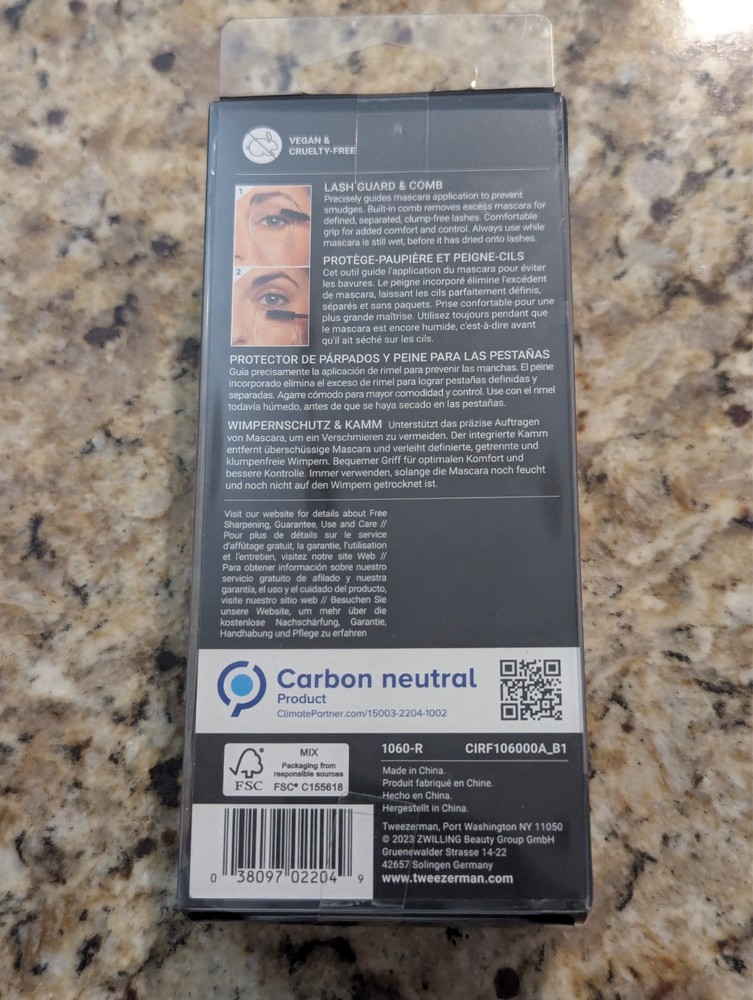 VEGAN &
CRUELTY-FREE
1
2
LASH GUARD & COMB
Precisely guides mascara application to prevent
smudges. Built-in comb removes excess mascara for
defined, separated, clump-free lashes. Comfortable
grip for added comfort and control. Always use while
mascara is still wet, before it has dried onto lashes.
PROTÈGE-PAUPIÈRE ET PEIGNE-CILS
Cet outil guide l'application du mascara pour éviter
les bavures. Le peigne incorporé élimine l'excédent
de mascara, laissant les cils parfaitement définis,
séparés et sans paquets. Prise confortable pour une
plus grande maîtrise. Utilisez toujours pendant que
le mascara est encore humide, c'est-à-dire avant
qu'il ait séché sur les cils.
PROTECTOR DE PÁRPADOS Y PEINE PARA LAS PESTAÑAS
Guía precisamente la aplicación de rimel para prevenir las manchas. El peine
incorporado elimina el exceso de rimel para lograr pestañas definidas y
separadas. Agarre cómodo para mayor comodidad y control. Use con el rimel
todavía húmedo, antes de que se haya secado en las pestañas.
WIMPERNSCHUTZ & KAMM Unterstützt das präzise Auftragen
von Mascara, um ein Verschmieren zu vermeiden. Der integrierte Kamm
entfernt überschüssige Mascara und verleiht definierte, getrennte und
klumpenfreie Wimpern. Bequemer Griff für optimalen Komfort und
bessere Kontrolle. Immer verwenden, solange die Mascara noch feucht
und noch nicht auf den Wimpern getrocknet ist.
Visit our website for details about Free
Sharpening, Guarantee, Use and Care //
Pour plus de détails sur le service
d'affûtage gratuit, la garantie, l'utilisation
et l'entretien, visitez notre site Web //
Para obtener información sobre nuestro
servicio gratuito de afilado y nuestra
garantía, el uso y el cuidado del producto,
visite nuestro sitio web // Besuchen Sie
unsere Website, um mehr über die
kostenlose Nachschärfung, Garantie,
Handhabung und Pflege zu erfahren
Carbon neutral
Product
ClimatePartner.com/15003-2204-1002
FSC
MIX
Packaging from
responsible sources
FSC® C155618
1060-R CIRF106000A_B1
Made in China.
Produit fabriqué en Chine.
Hecho en China.
Hergestellt in China.
Tweezerman, Port Washington NY 11050
© 2023 ZWILLING Beauty Group GmbH
Gruenewalder Strasse 14-22
42657 Solingen Germany
www.tweezerman.com
0 38097 02204 9